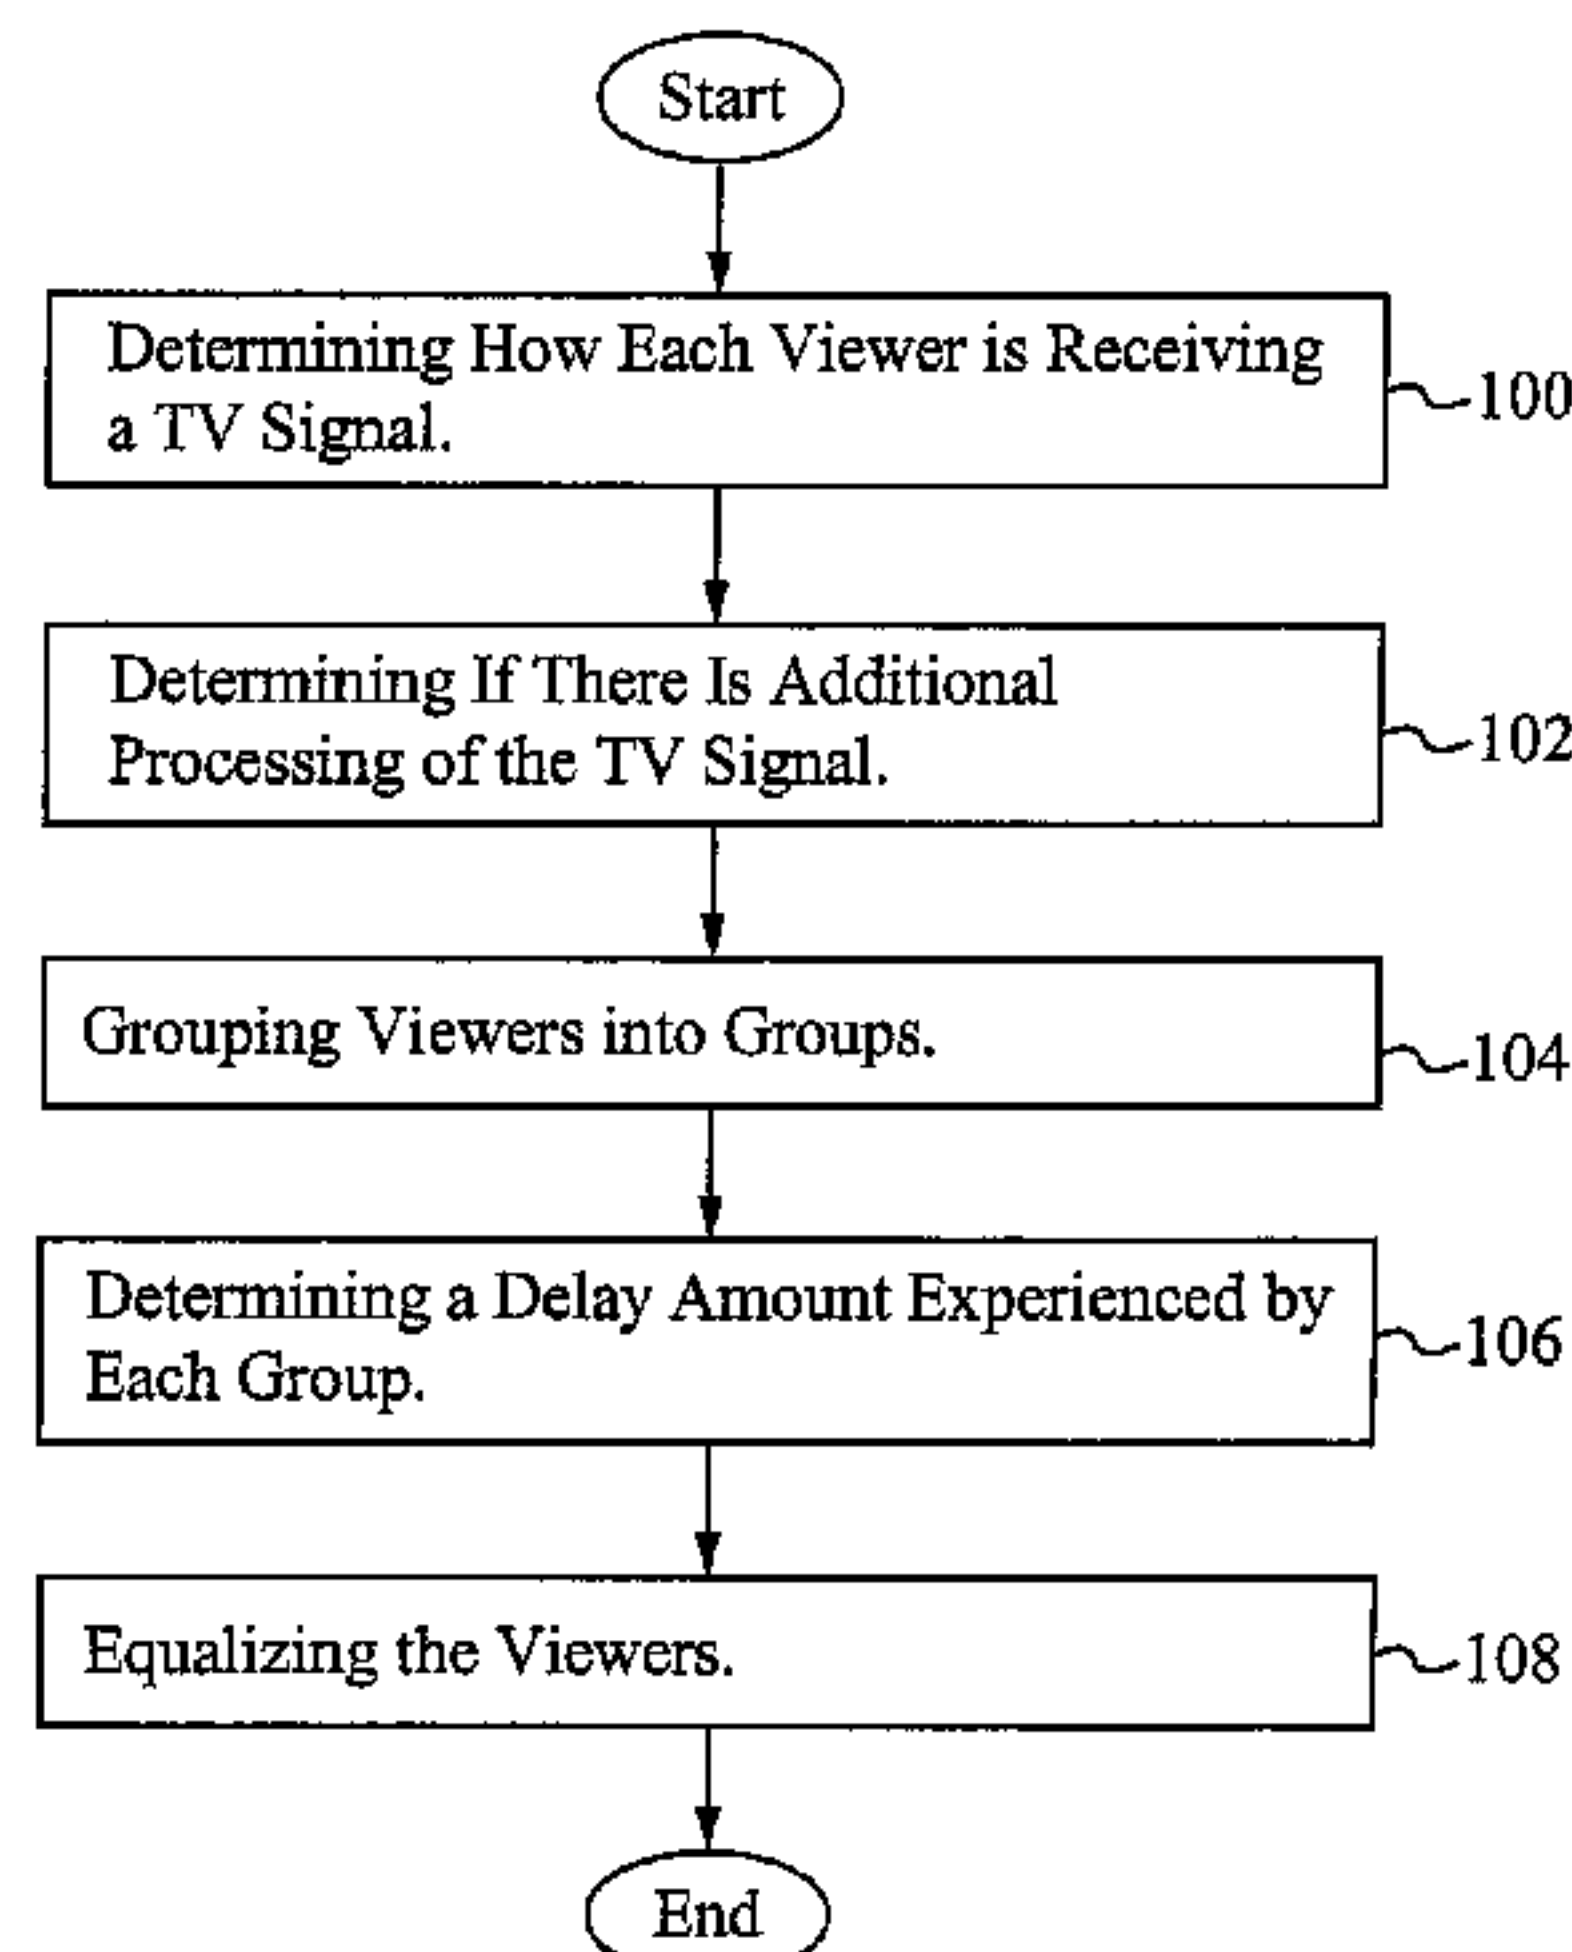 Start
Determining How Each Viewer is Receiving
a TV Signal.
100
Determining If There Is Additional
Processing of the TV Signal.
102
Grouping Viewers into Groups.
104
Determining a Delay Amount Experienced by
Each Group.
106
Equalizing the Viewers.
108
End